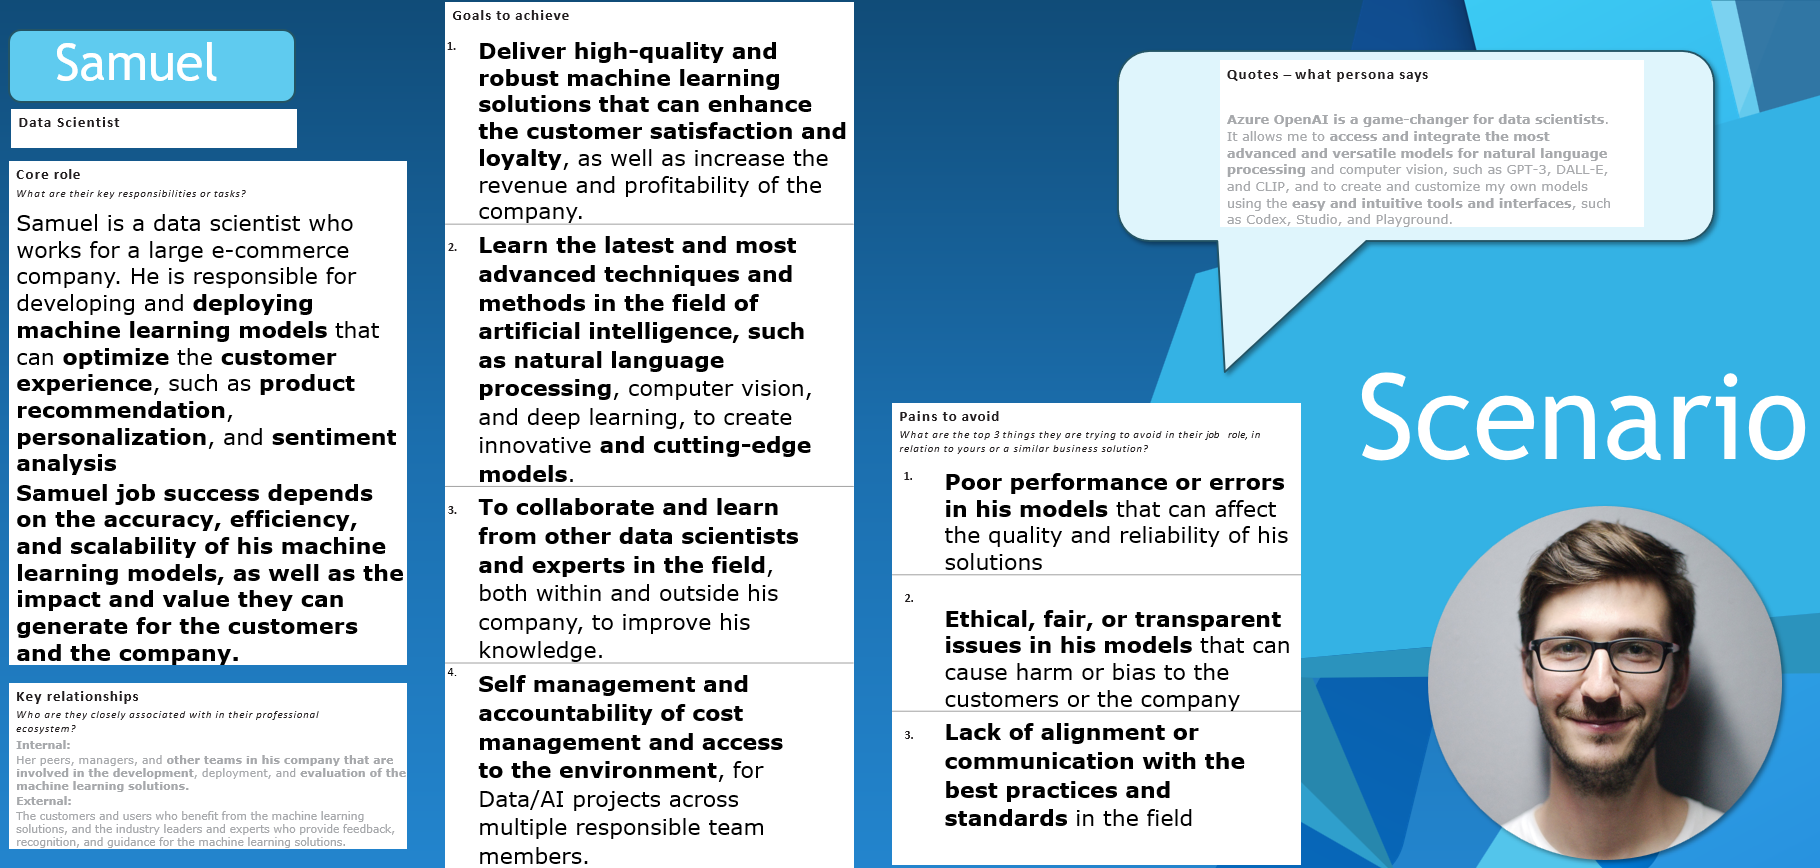 Samuel
Data Scientist
Core role
What are their key responsibilities or tasks?
Samuel is a data scientist who
works for a large e-commerce
company. He is responsible for
developing and deploying
machine learning models that
can optimize the customer
experience, such as product
recommendation,
personalization, and sentiment
analysis
Samuel job success depends
on the accuracy, efficiency,
and scalability of his machine
learning models, as well as the
impact and value they can
generate for the customers
and the company.
Key relationships
Who are they closely associated with in their professional
ecosystem?
Internal:
Her peers, managers, and other teams in his company that are
involved in the development, deployment, and evaluation of the
machine learning solutions.
External:
The customers and users who benefit from the machine learning
solutions, and the industry leaders and experts who provide feedback,
recognition, and guidance for the machine learning solutions.
Goals to achieve
1. Deliver high-quality and
robust machine learning
solutions that can enhance
the customer satisfaction and
loyalty, as well as increase the
revenue and profitability of the
company.
2. Learn the latest and most
advanced techniques and
methods in the field of
artificial intelligence, such
as natural language
processing, computer vision,
and deep learning, to create
innovative and cutting-edge
models.
3. To collaborate and learn
from other data scientists
and experts in the field,
both within and outside his
company, to improve his
knowledge.
4. Self management and
accountability of cost
management and access
to the environment, for
Data/AI projects across
multiple responsible team
members.
Quotes – what persona says
Azure OpenAI is a game-changer for data scientists.
It allows me to access and integrate the most
advanced and versatile models for natural language
processing and computer vision, such as GPT-3, DALL-E,
and CLIP, and to create and customize my own models
using the easy and intuitive tools and interfaces, such
as Codex, Studio, and Playground.
Pains to avoid
What are the top 3 things they are trying to avoid in their job role, in
relation to yours or a similar business solution?
1. Poor performance or errors
in his models that can affect
the quality and reliability of his
solutions
2.
Ethical, fair, or transparent
issues in his models that can
cause harm or bias to the
customers or the company
3. Lack of alignment or
communication with the
best practices and
standards in the field
Scenario